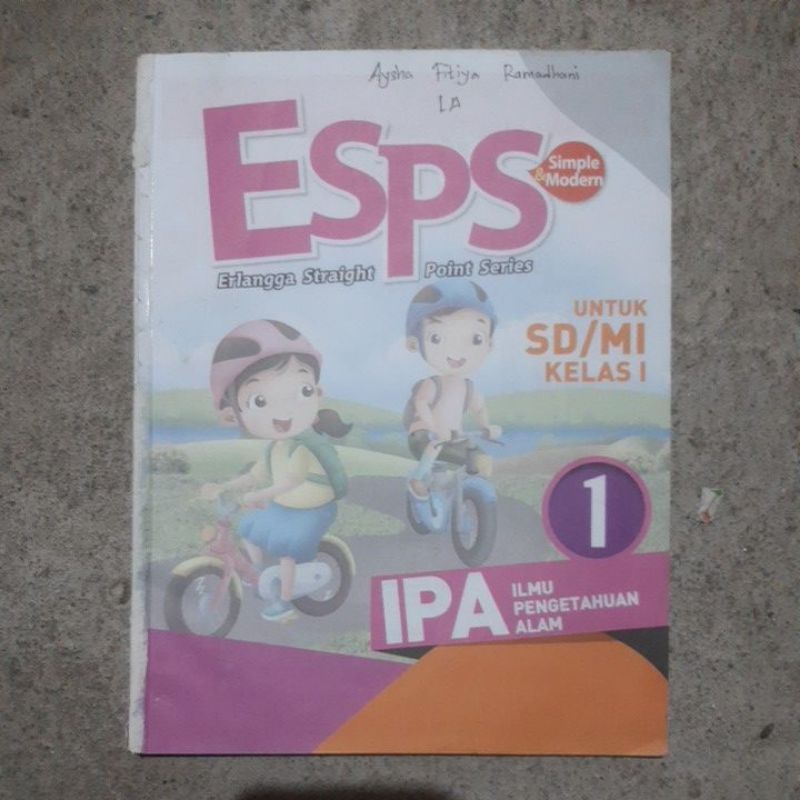 Aysha Fitiya Ramadhani
IA
ESPS
Simple
& Modern
Erlangga Straight Point Series
UNTUK
SD/MI
KELAS I
1
IPA
ILMU
PENGETAHUAN
ALAM